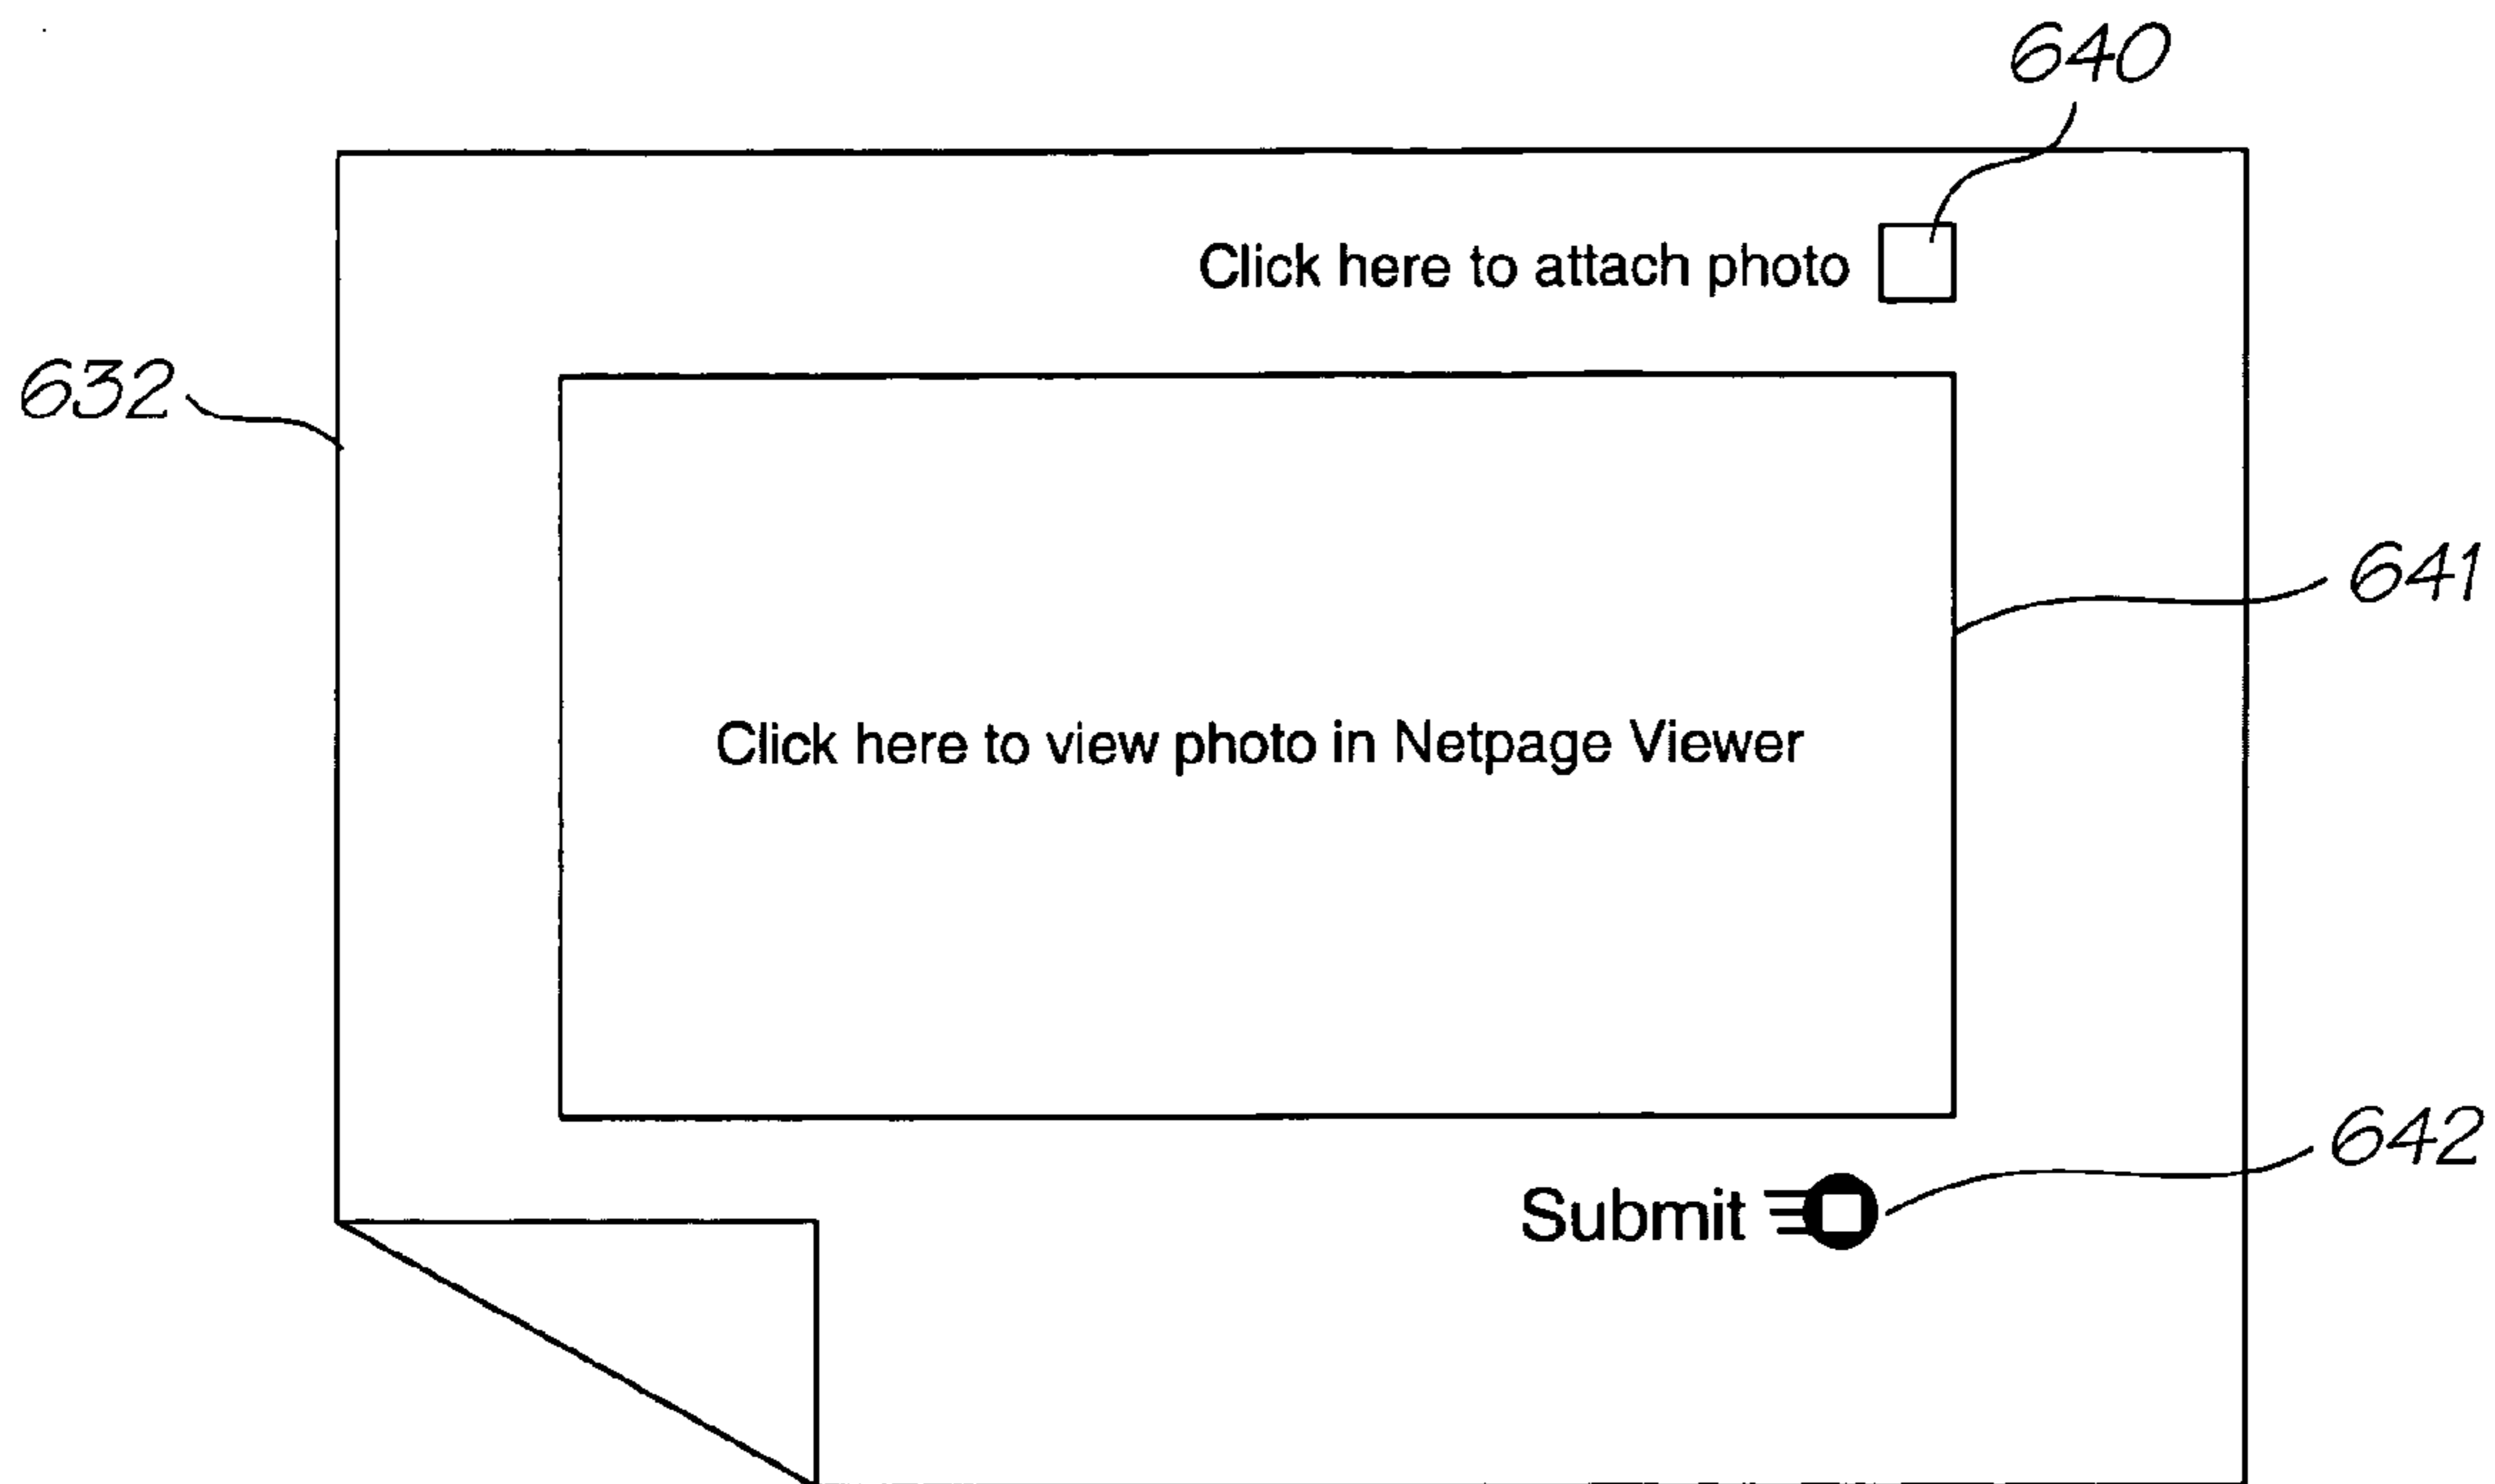 640
Click here to attach photo
632
641
Click here to view photo in Netpage Viewer
642
Submit